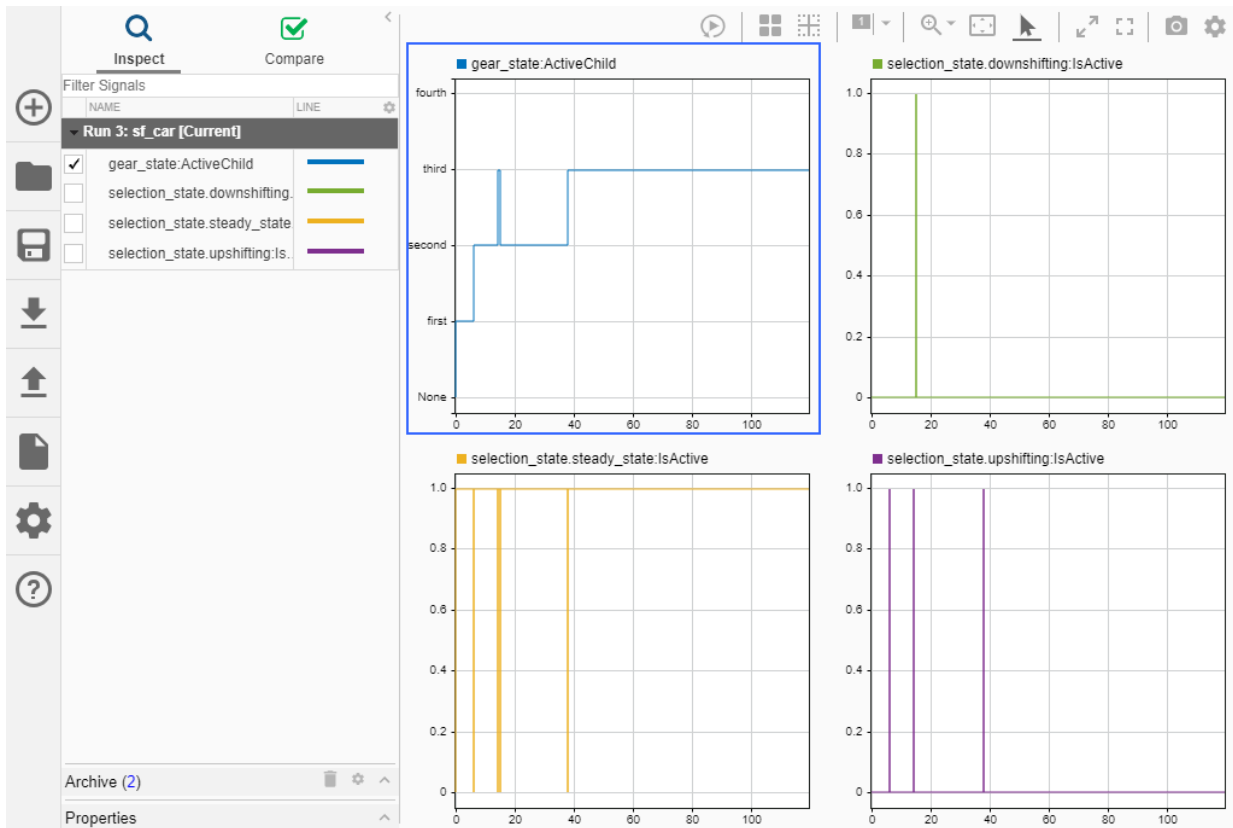 Inspect
Compare
Filter Signals
NAME LINE
Run 3: sf_car [Current]
gear_state:ActiveChild
selection_state.downshifting.
selection_state.steady_state
selection_state.upshifting:Is..
Archive (2)
Properties
1
gear_state:ActiveChild
fourth
third
second
first
None
0 20 40 60 80 100
selection_state.downshifting:IsActive
1.0
0.8
0.6
0.4
0.2
0
0 20 40 60 80 100
selection_state.steady_state:IsActive
1.0
0.8
0.6
0.4
0.2
0
0 20 40 60 80 100
selection_state.upshifting:IsActive
1.0
0.8
0.6
0.4
0.2
0
0 20 40 60 80 100